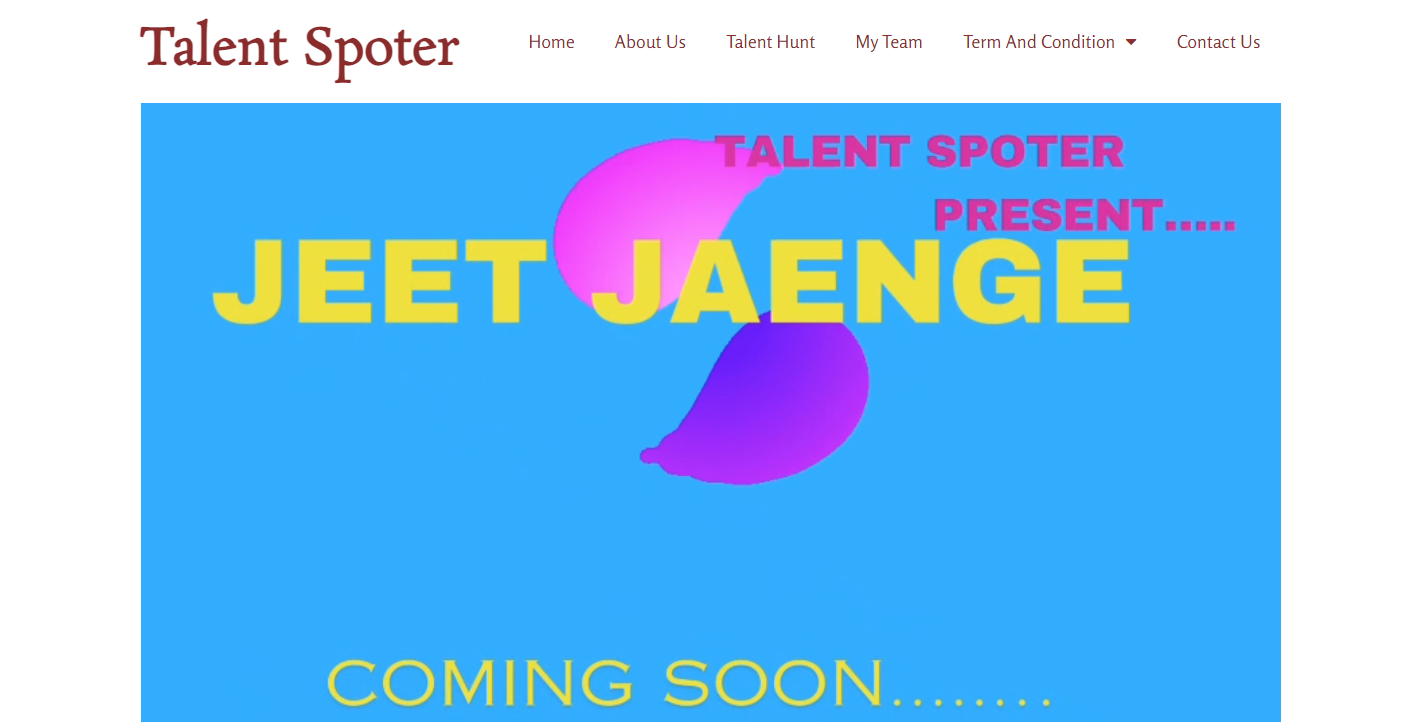 Talent Spoter
Home About Us Talent Hunt My Team Term And Condition Contact Us
TALENT SPOTER
PRESENT.....
JEET JAENGE
COMING SOON........